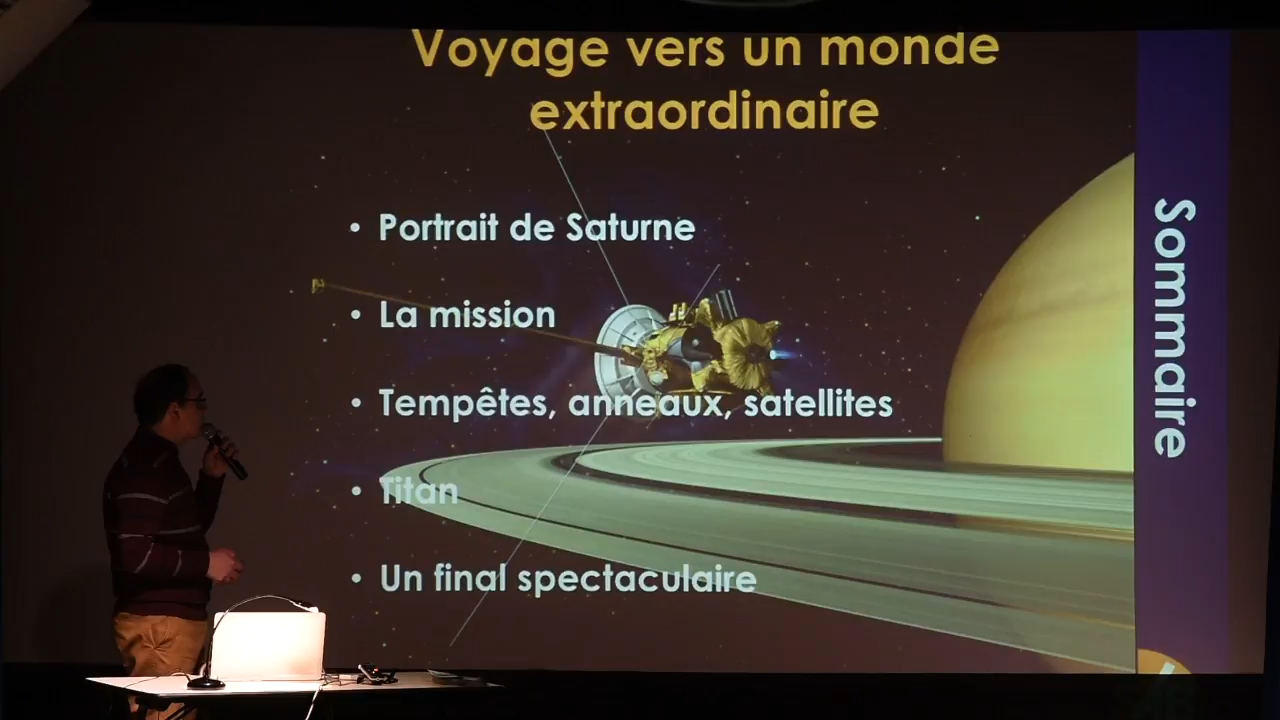 Voyage vers un monde
extraordinaire
• Portrait de Saturne
• La mission
• Tempêtes, anneaux, satellites
• Titan
• Un final spectaculaire
Sommaire